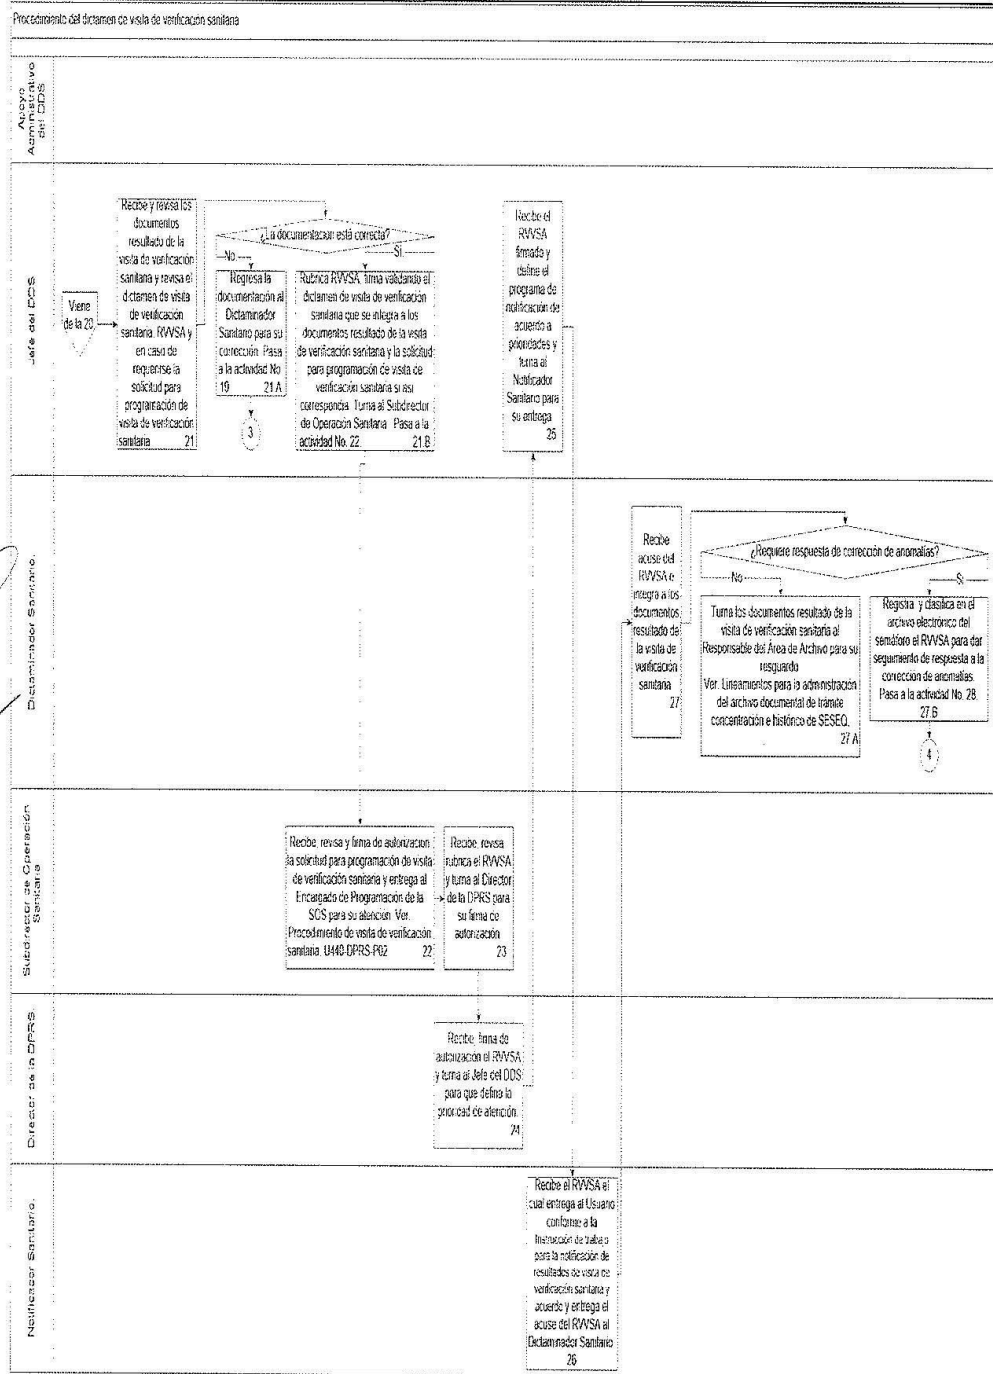 Procedimiento del dictamen de visita de verificación sanitaria
Apoyo
Administrativo
del DDS
Jefe del DDS
Viene
de la 20
Recibe y revisa los
documentos
resultado de la
visita de verificación
sanitaria y revisa el
dictamen de visita
de verificación
sanitaria, RVVSA y
en caso de
requerirse la
solicitud para
programación de
visita de verificación
sanitaria 21
¿La documentación está correcta?
No
Si
Regresa la
documentación al
Dictaminador
Sanitario para su
corrección. Pasa
a la actividad No
19 21.A
3
Rubrica RVVSA, firma validando el
dictamen de visita de verificación
sanitaria que se integra a los
documentos resultado de la visita
de verificación sanitaria y la solicitud
para programación de visita de
verificación sanitaria si así
correspondía. Turna al Subdirector
de Operación Sanitaria. Pasa a la
actividad No. 22. 21.B
Recibe el
RVVSA
firmado y
define el
programa de
notificación de
acuerdo a
prioridades y
turna al
Notificador
Sanitario para
su entrega
25
Dictaminador Sanitario.
Recibe
acuse del
RVVSA e
integra a los
documentos
resultado de
la visita de
verificación
sanitaria
27
¿Requiere respuesta de corrección de anomalías?
No
Si
Turna los documentos resultado de la
visita de verificación sanitaria al
Responsable del Área de Archivo para su
resguardo
Ver. Lineamientos para la administración
del archivo documental de trámite
concentración e histórico de SESEQ.
27 A
Registra y clasifica en el
archivo electrónico del
semáforo el RVVSA para dar
seguimiento de respuesta a la
corrección de anomalías.
Pasa a la actividad No. 28.
27.B
4
Subdirector de Operación
Sanitaria
Recibe, revisa y firma de autorización
la solicitud para programación de visita
de verificación sanitaria y entrega al
Encargado de Programación de la
SOS para su atención. Ver.
Procedimiento de visita de verificación
sanitaria. U440-DPRS-P02 22
Recibe, revisa
rubrica el RVVSA
y turna al Director
de la DPRS para
su firma de
autorización
23
Director de la DPRS.
Recibe, firma de
autorización el RVVSA
y turna al Jefe del DDS
para que defina la
prioridad de atención.
24
Notificador Sanitario.
Recibe el RVVSA el
cual entrega al Usuario
conforme a la
Instrucción de trabajo
para la notificación de
resultados de visita de
verificación sanitaria y
acuerdo y entrega el
acuse del RVVSA al
Dictaminador Sanitario
26